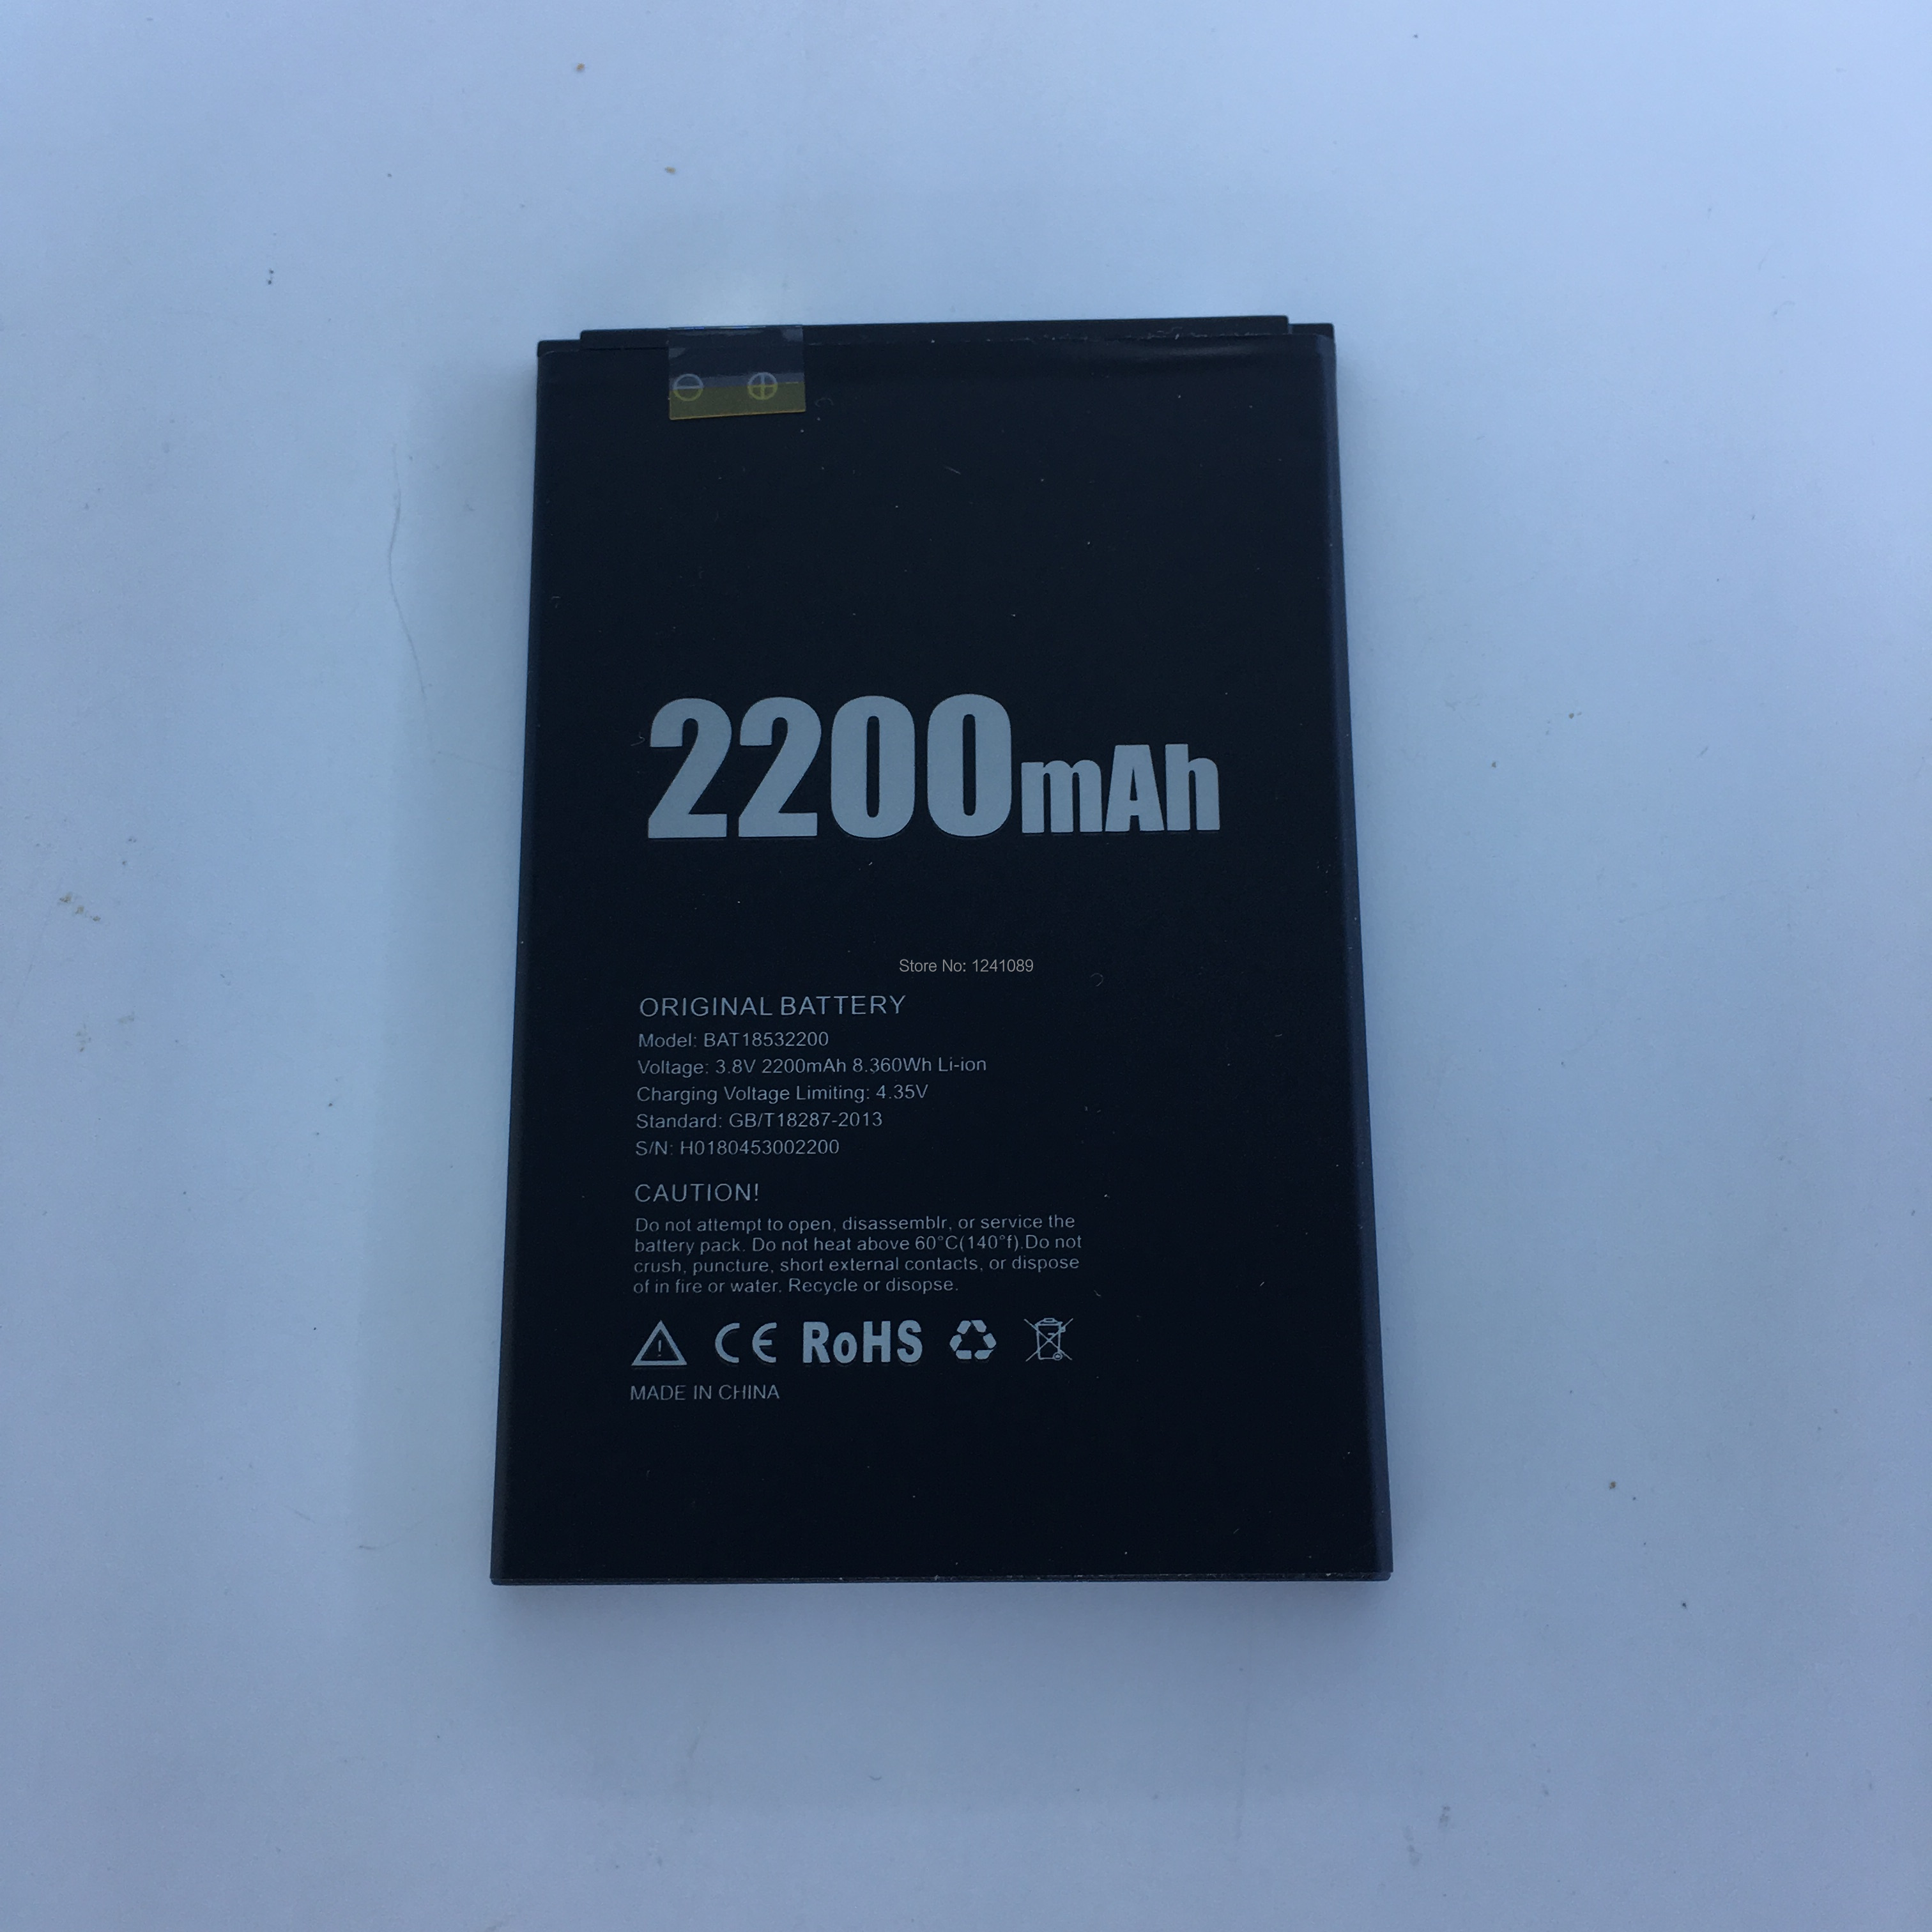 2200mAh
Store No: 1241089
ORIGINAL BATTERY
Model: BAT18532200
Voltage: 3.8V 2200mAh 8.360Wh Li-ion
Charging Voltage Limiting: 4.35V
Standard: GB/T18287-2013
S/N: H0180453002200
CAUTION!
Do not attempt to open, disassemblr, or service the
battery pack. Do not heat above 60°C(140°f).Do not
crush, puncture, short external contacts, or dispose
of in fire or water. Recycle or disopse.
CE RoHS
MADE IN CHINA